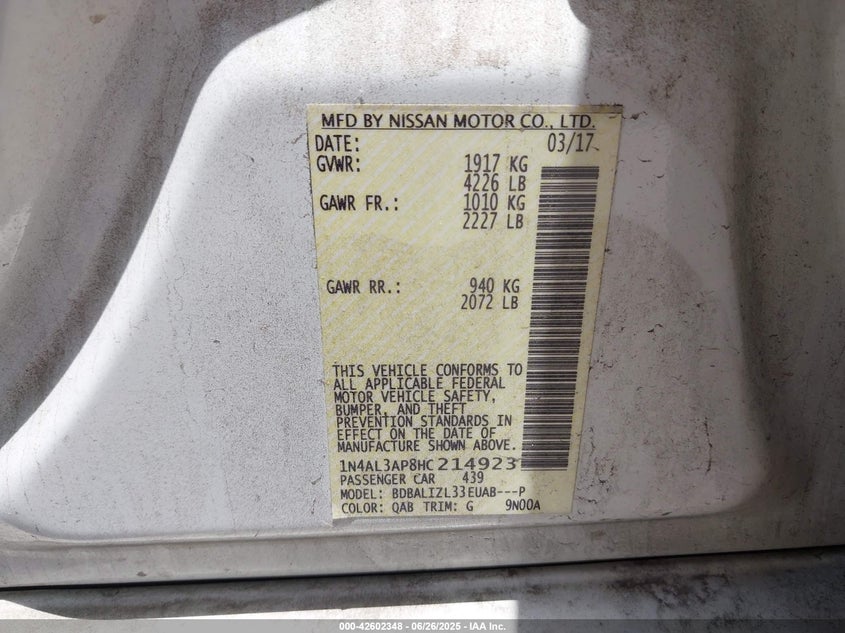 MFD BY NISSAN MOTOR CO., LTD.
DATE: 03/17
GVWR: 1917 KG
4226 LB
GAWR FR.: 1010 KG
2227 LB
GAWR RR.: 940 KG
2072 LB
THIS VEHICLE CONFORMS TO
ALL APPLICABLE FEDERAL
MOTOR VEHICLE SAFETY,
BUMPER, AND THEFT
PREVENTION STANDARDS IN
EFFECT ON THE DATE OF
MANUFACTURE SHOWN ABOVE.
1N4AL3AP8HC214923
PASSENGER CAR 439
MODEL: BDBALIZL33EUAB---P
COLOR: QAB TRIM: G 9N00A
000-42602348 - 06/26/2025 - IAA Inc.